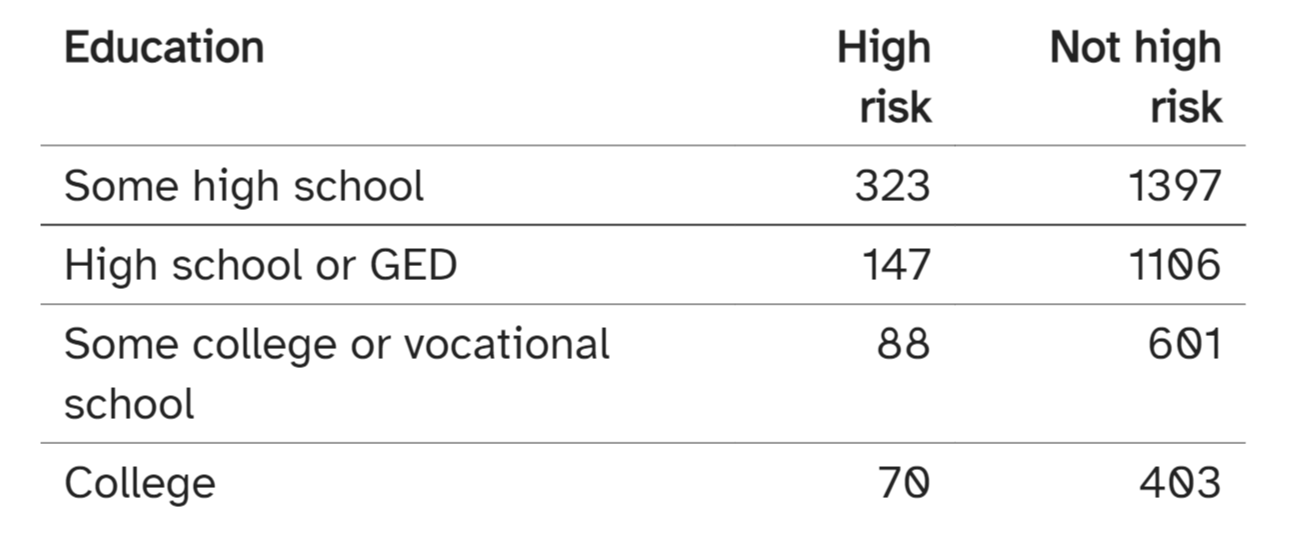 Education High Not high
risk risk
Some high school 323 1397
High school or GED 147 1106
Some college or vocational 88 601
school
College 70 403